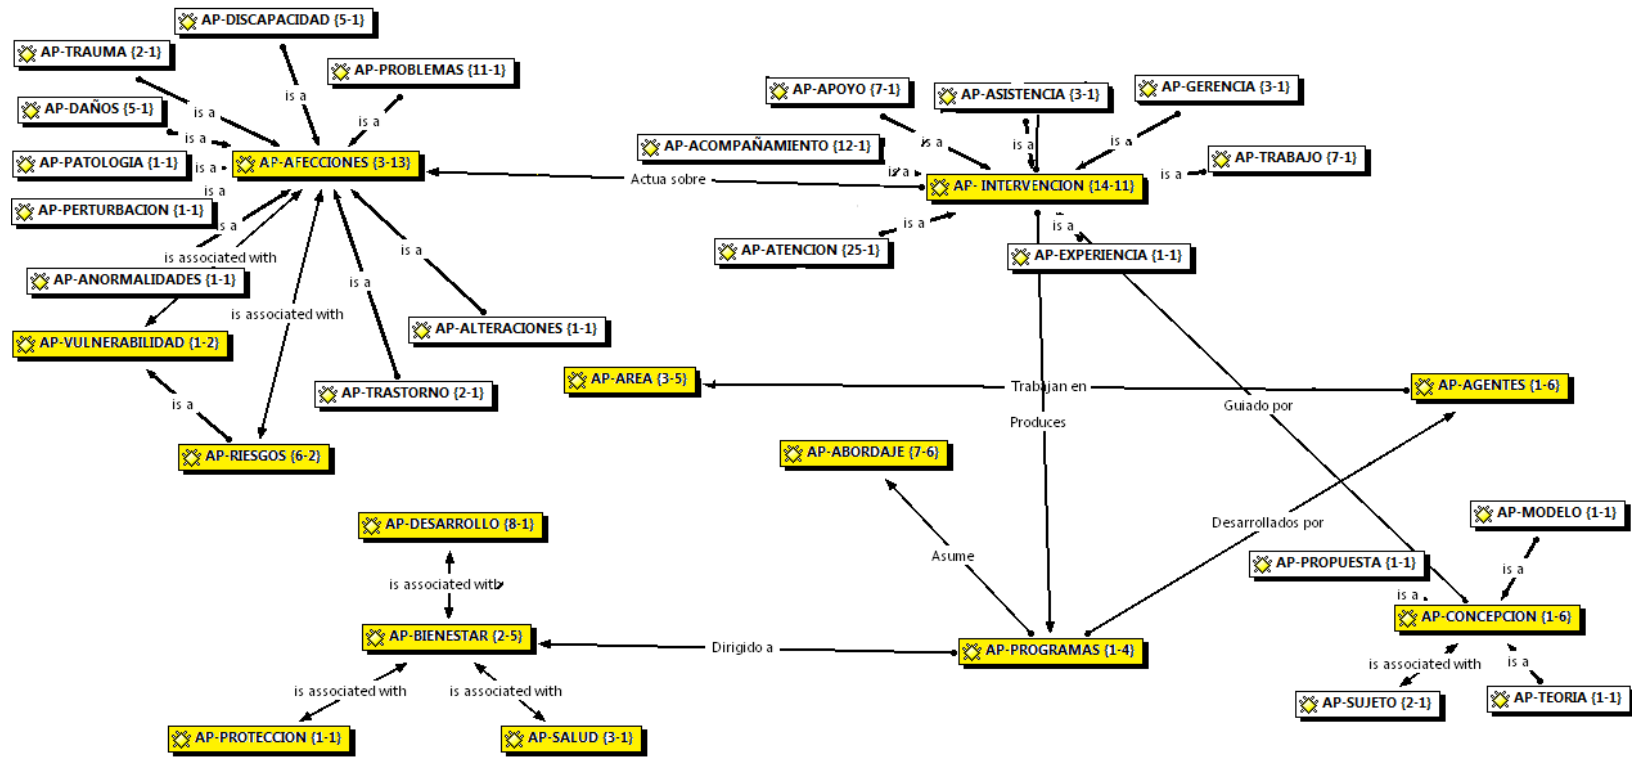 AP-DISCAPACIDAD {5-1}
AP-TRAUMA {2-1}
AP-PROBLEMAS {11-1}
is a
is a
AP-DAÑOS {5-1}
is a
is a
AP-PATOLOGIA {1-1}
is a
AP-AFECCIONES {3-13}
is a
AP-PERTURBACION {1-1}
is a
is a
is associated with
AP-ANORMALIDADES {1-1}
is a
is associated with
AP-ALTERACIONES {1-1}
AP-VULNERABILIDAD {1-2}
AP-TRASTORNO {2-1}
is a
AP-RIESGOS {6-2}
Actua sobre
AP-APOYO {7-1}
AP-ASISTENCIA {3-1}
AP-GERENCIA {3-1}
is a
is a
is a
AP-ACOMPAÑAMIENTO {12-1}
AP-TRABAJO {7-1}
is a
is a
AP- INTERVENCION {14-11}
is a
is a
AP-ATENCION {25-1}
AP-EXPERIENCIA {1-1}
AP-AREA {3-5}
Trabajan en
AP-AGENTES {1-6}
Guiado por
Produces
AP-ABORDAJE {7-6}
Desarrollados por
Asume
AP-MODELO {1-1}
AP-PROPUESTA {1-1}
is a
is a
AP-CONCEPCION {1-6}
is associated with
is a
AP-SUJETO {2-1}
AP-TEORIA {1-1}
AP-DESARROLLO {8-1}
is associated with
AP-BIENESTAR {2-5}
Dirigido a
AP-PROGRAMAS {1-4}
is associated with
is associated with
AP-PROTECCION {1-1}
AP-SALUD {3-1}